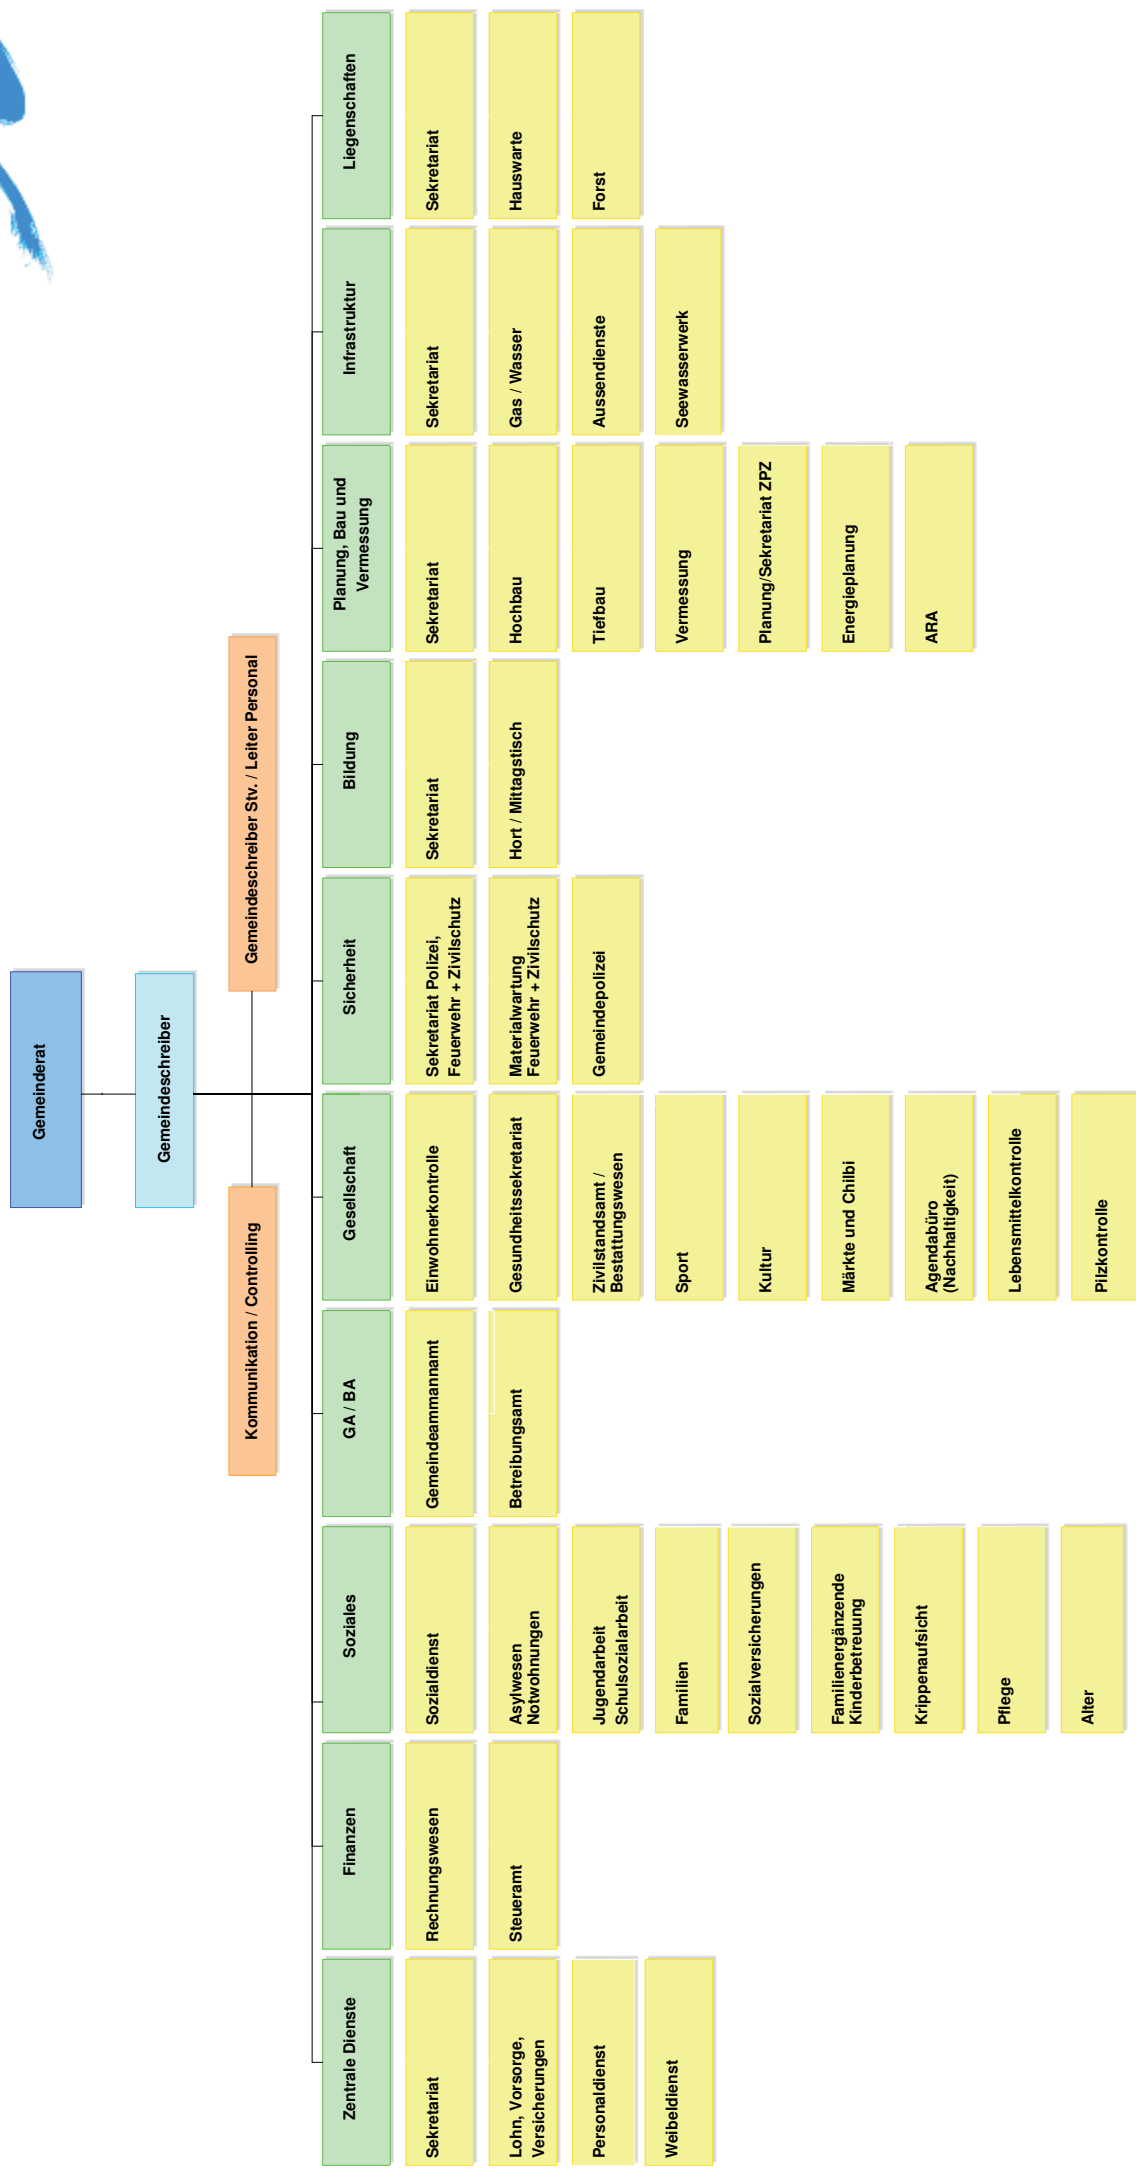 Gemeinderat
Gemeindeschreiber
Kommunikation / Controlling
Gemeindeschreiber Stv. / Leiter Personal
Zentrale Dienste
Sekretariat
Lohn, Vorsorge,
Versicherungen
Personaldienst
Weibeldienst
Finanzen
Rechnungswesen
Steueramt
Soziales
Sozialdienst
Asylwesen
Notwohnungen
Jugendarbeit
Schulsozialarbeit
Familien
Sozialversicherungen
Familienergänzende
Kinderbetreuung
Krippenaufsicht
Pflege
Alter
GA / BA
Gemeindeammannamt
Betreibungsamt
Gesellschaft
Einwohnerkontrolle
Gesundheitssekretariat
Zivilstandsamt /
Bestattungswesen
Sport
Kultur
Märkte und Chilbi
Agendabüro
(Nachhaltigkeit)
Lebensmittelkontrolle
Pilzkontrolle
Sicherheit
Sekretariat Polizei,
Feuerwehr + Zivilschutz
Materialwartung
Feuerwehr + Zivilschutz
Gemeindepolizei
Bildung
Sekretariat
Hort / Mittagstisch
Planung, Bau und
Vermessung
Sekretariat
Hochbau
Tiefbau
Vermessung
Planung/Sekretariat ZPZ
Energieplanung
ARA
Infrastruktur
Sekretariat
Gas / Wasser
Aussendienste
Seewasserwerk
Liegenschaften
Sekretariat
Hauswarte
Forst